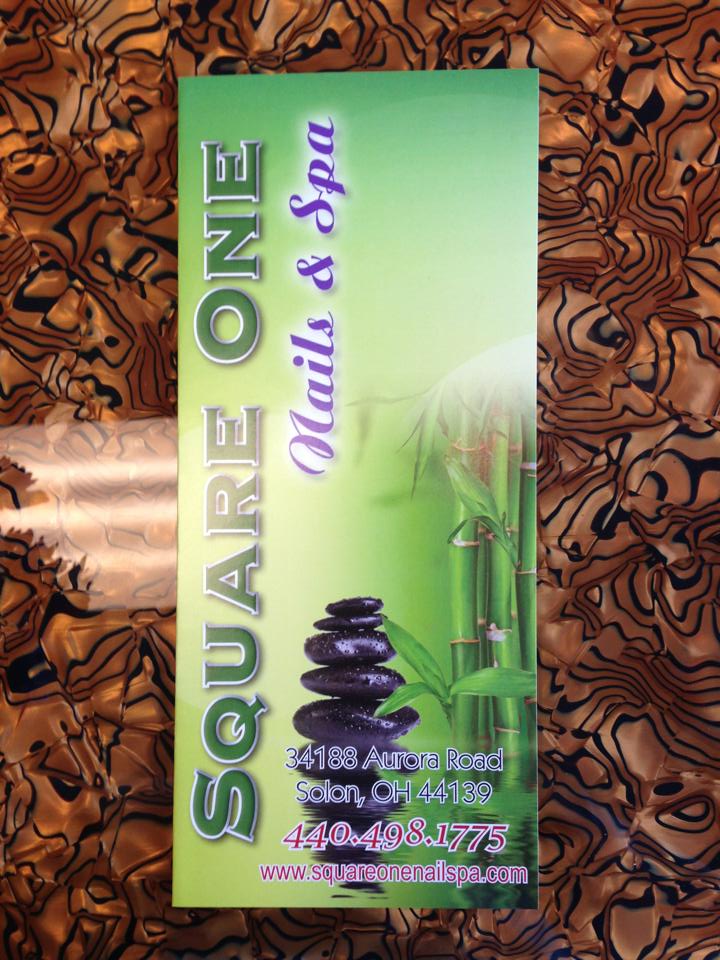 SQUARE ONE
Nails & Spa
34188 Aurora Road
Solon, OH 44139
440.498.1775
www.squareonenailspa.com